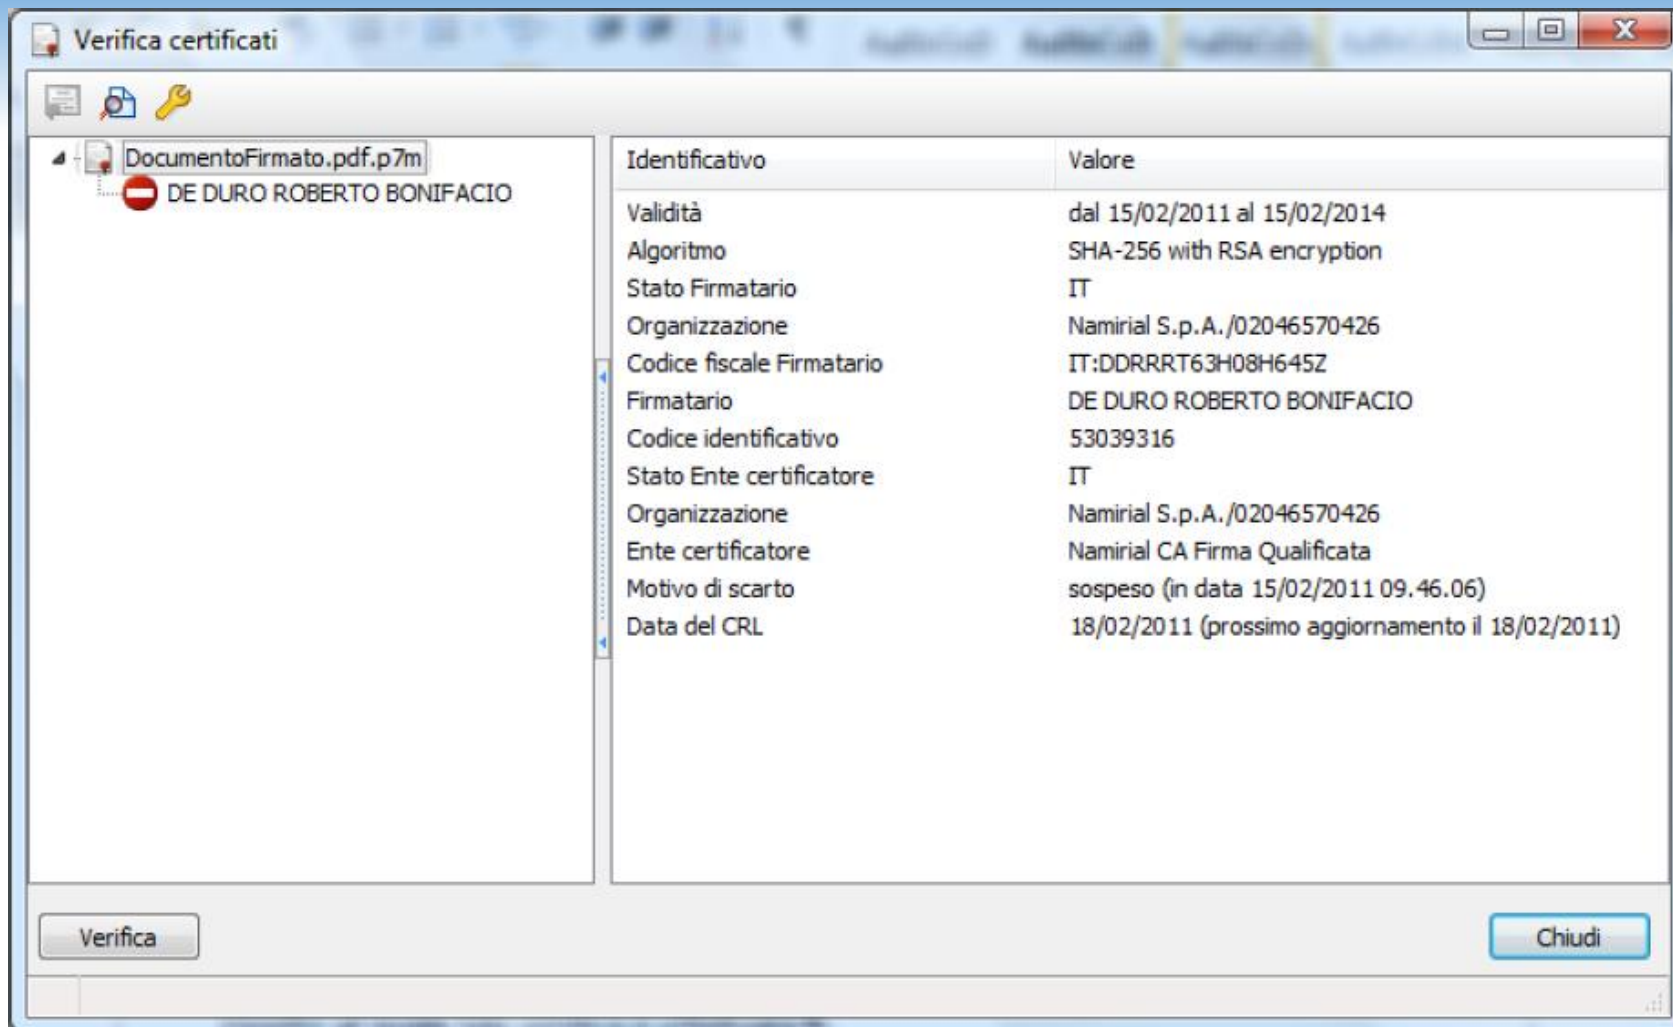 Verifica certificati
DocumentoFirmato.pdf.p7m
DE DURO ROBERTO BONIFACIO
Identificativo Valore
Validità dal 15/02/2011 al 15/02/2014
Algoritmo SHA-256 with RSA encryption
Stato Firmatario IT
Organizzazione Namirial S.p.A./02046570426
Codice fiscale Firmatario IT:DDRRRT63H08H645Z
Firmatario DE DURO ROBERTO BONIFACIO
Codice identificativo 53039316
Stato Ente certificatore IT
Organizzazione Namirial S.p.A./02046570426
Ente certificatore Namirial CA Firma Qualificata
Motivo di scarto sospeso (in data 15/02/2011 09.46.06)
Data del CRL 18/02/2011 (prossimo aggiornamento il 18/02/2011)
Verifica Chiudi